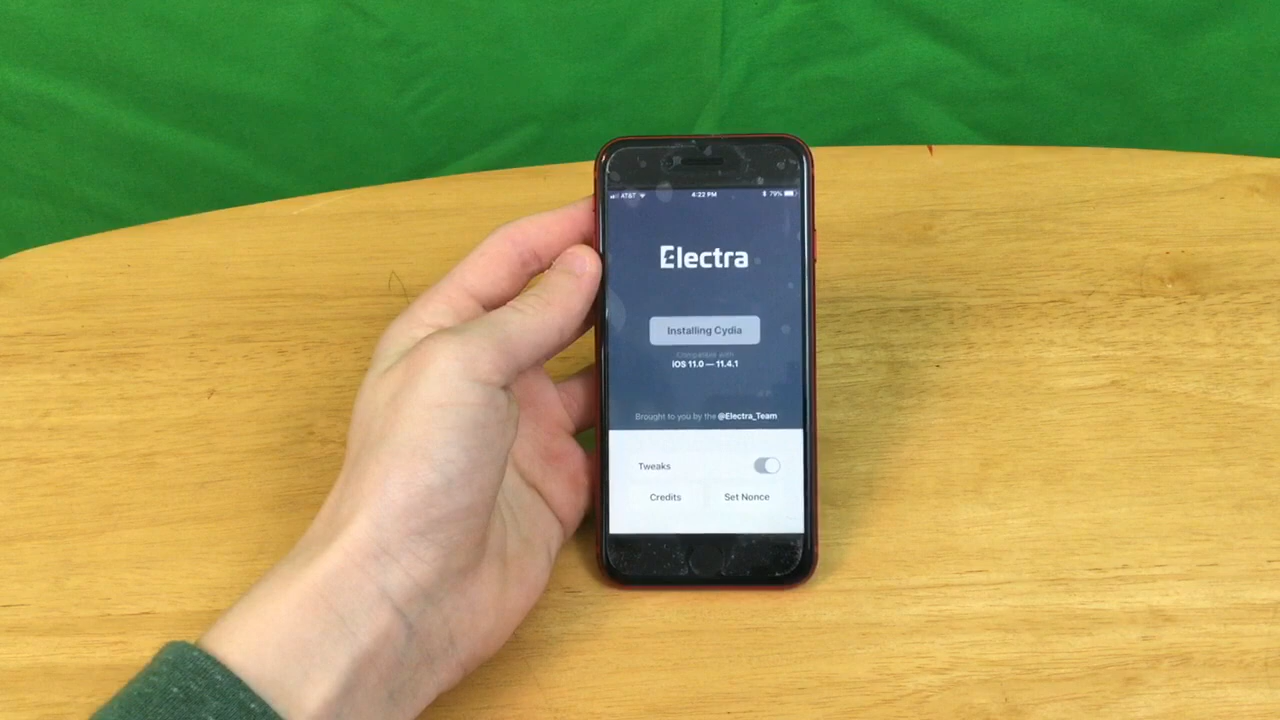 AT&T 4:22 PM 79%
Electra
Installing Cydia
Compatible with
iOS 11.0 — 11.4.1
Brought to you by the @Electra_Team
Tweaks
Credits Set Nonce